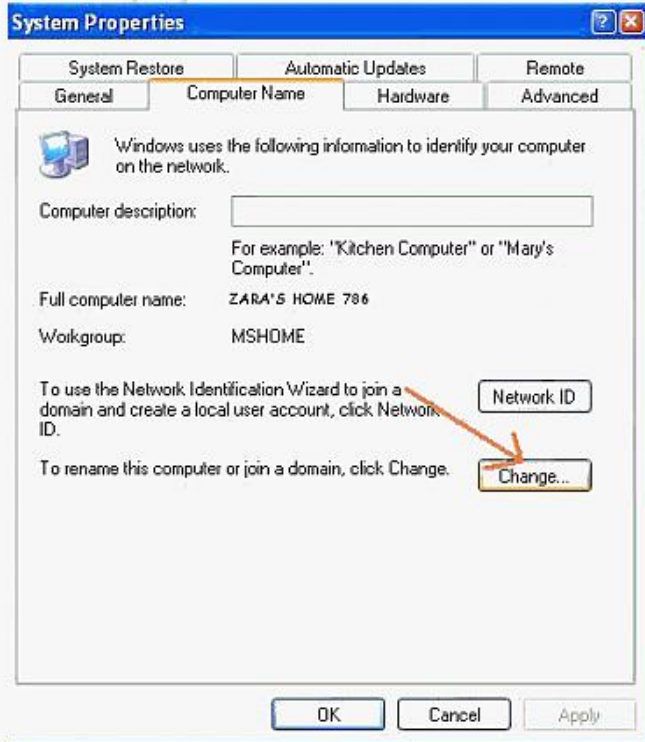 System Properties
System Restore Automatic Updates Remote
General Computer Name Hardware Advanced
Windows uses the following information to identify your computer
on the network.
Computer description:
For example: "Kitchen Computer" or "Mary's
Computer".
Full computer name: ZARA'S HOME 786
Workgroup: MSHOME
To use the Network Identification Wizard to join a
domain and create a local user account, click Network
ID.
Network ID
To rename this computer or join a domain, click Change.
Change...
OK Cancel Apply